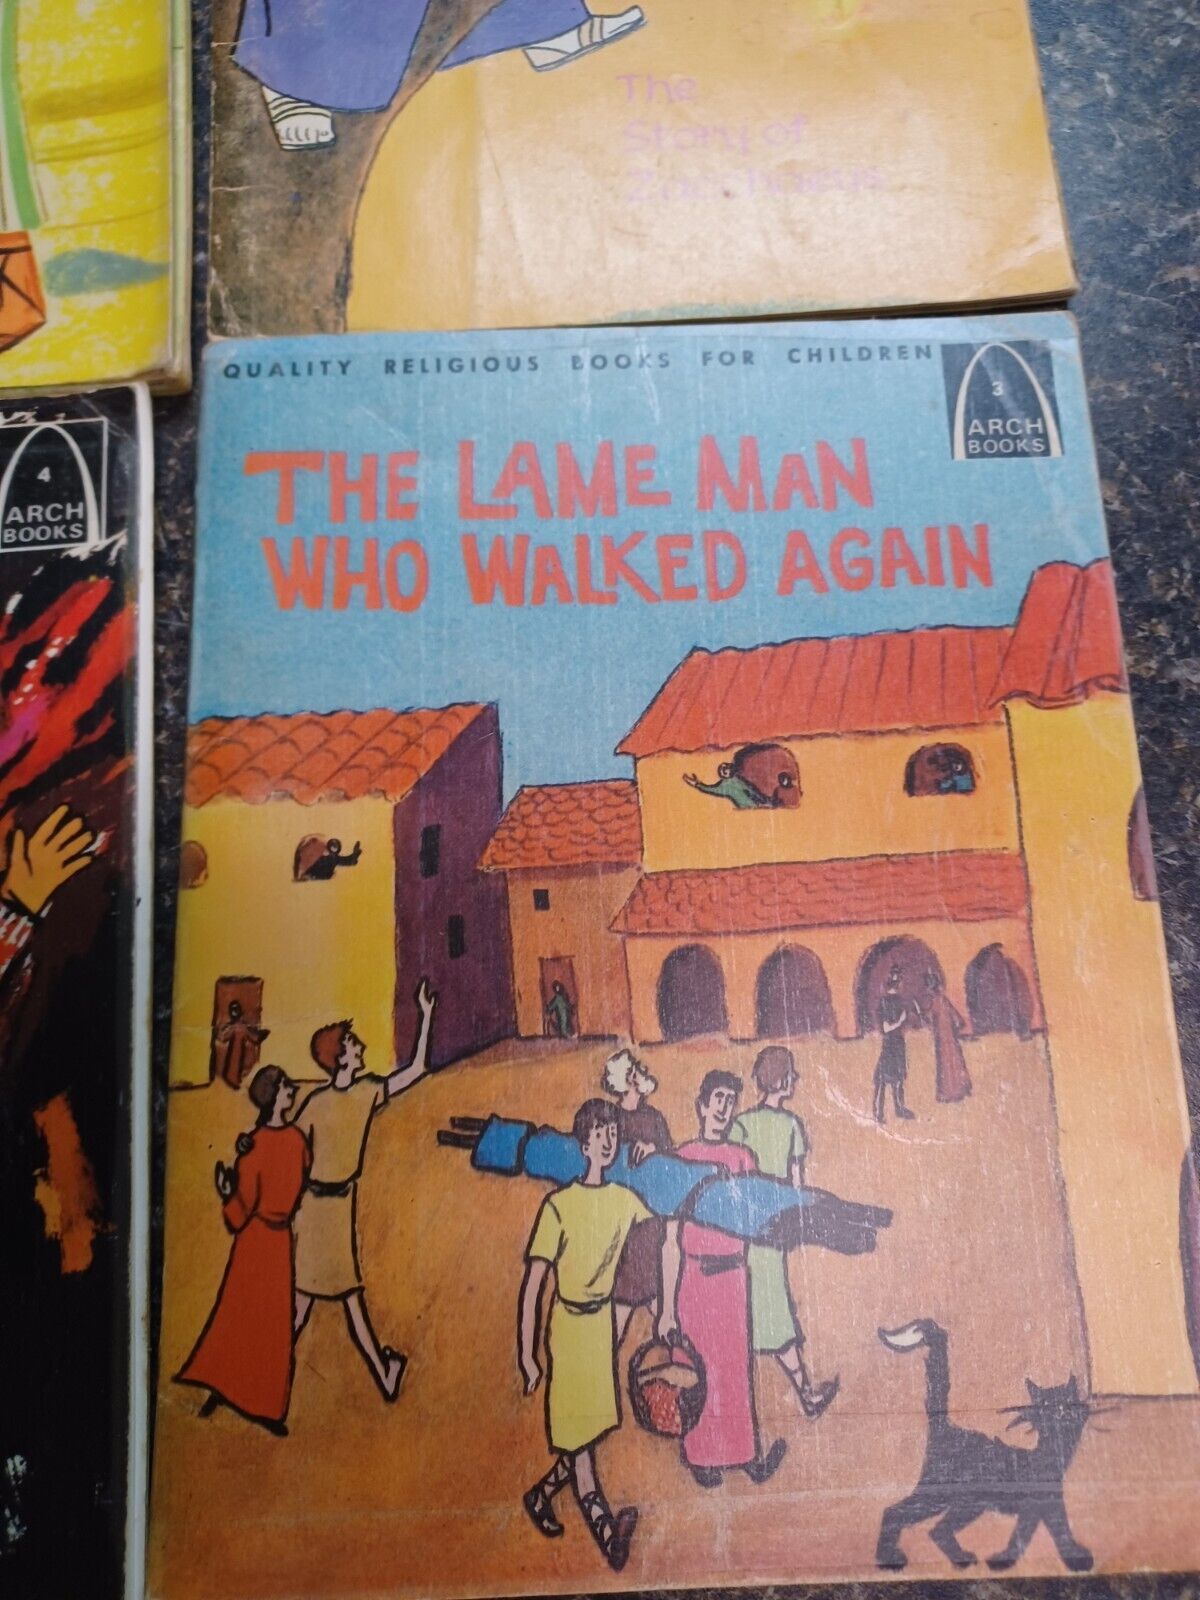 The
Story of
Zacchaeus
QUALITY RELIGIOUS BOOKS FOR CHILDREN
3
ARCH
BOOKS
THE LAME MAN
WHO WALKED AGAIN
4
ARCH
BOOKS